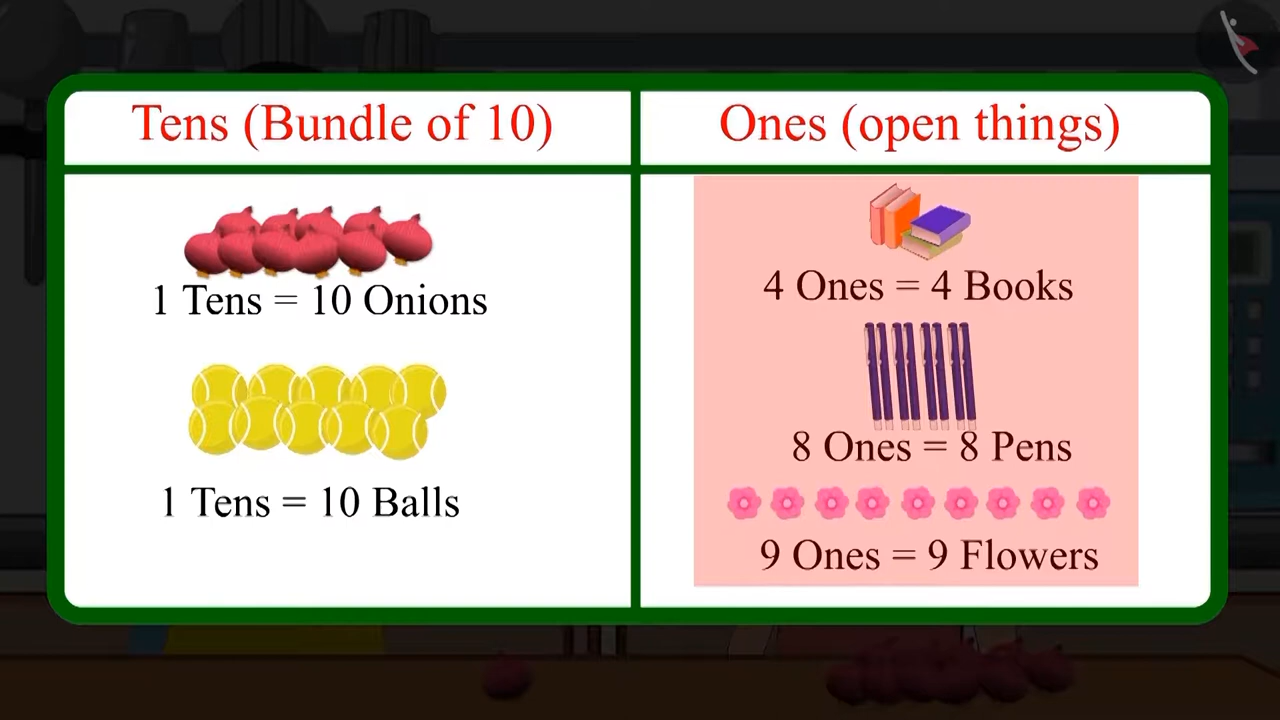 Tens (Bundle of 10)
Ones (open things)
1 Tens = 10 Onions
1 Tens = 10 Balls
4 Ones = 4 Books
8 Ones = 8 Pens
9 Ones = 9 Flowers